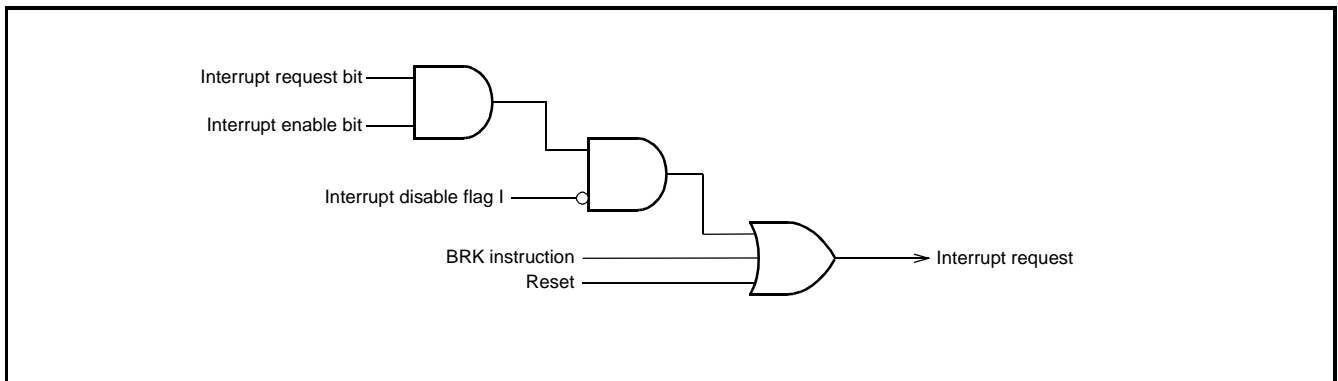 Interrupt request bit
Interrupt enable bit
Interrupt disable flag I
BRK instruction
Reset
Interrupt request